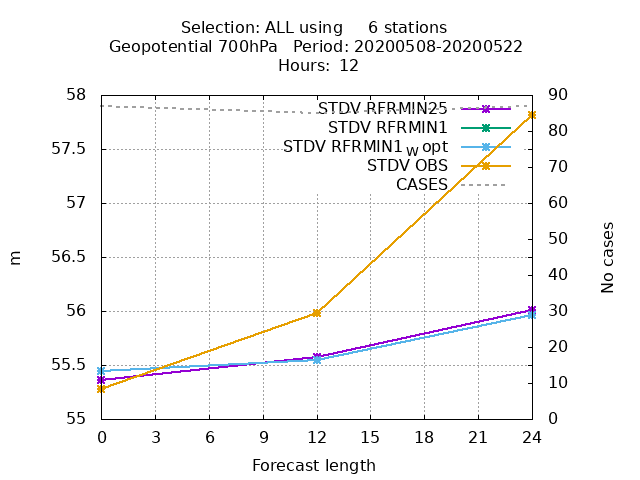 Selection: ALL using     6 stations
Geopotential 700hPa   Period: 20200508-20200522
Hours:  12
58
57.5
57
56.5
56
55.5
55
m
90
80
70
60
50
40
30
20
10
0
No cases
STDV RFRMIN25
STDV RFRMIN1
STDV RFRMIN1 W opt
STDV OBS
CASES
0 3 6 9 12 15 18 21 24
Forecast length